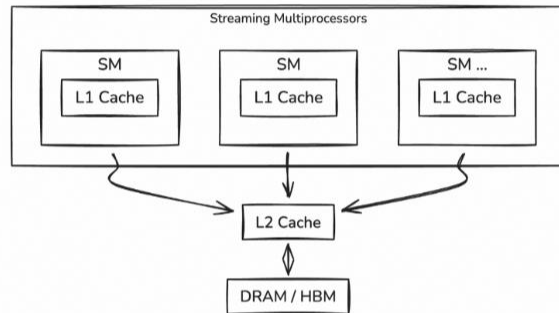 Streaming Multiprocessors
SM
L1 Cache
SM
L1 Cache
SM ...
L1 Cache
L2 Cache
DRAM / HBM